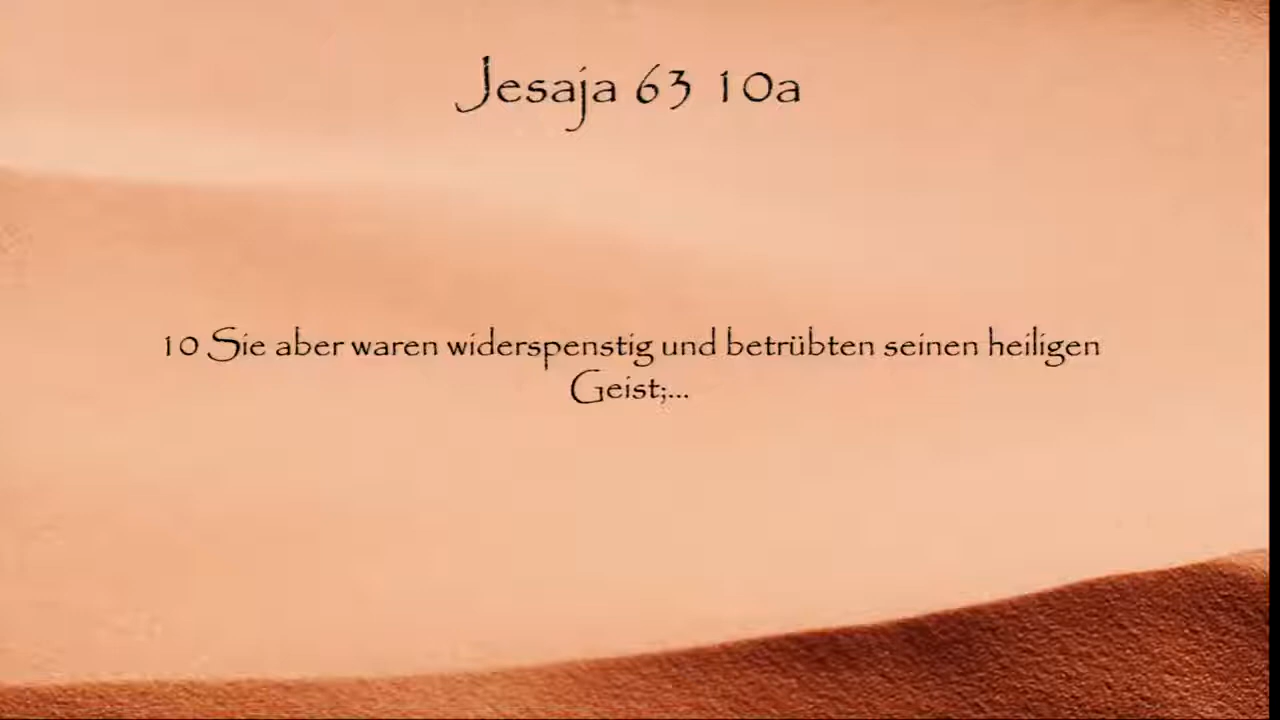 Jesaja 63 10a
10 Sie aber waren widerspenstig und betrübten seinen heiligen
Geist;...